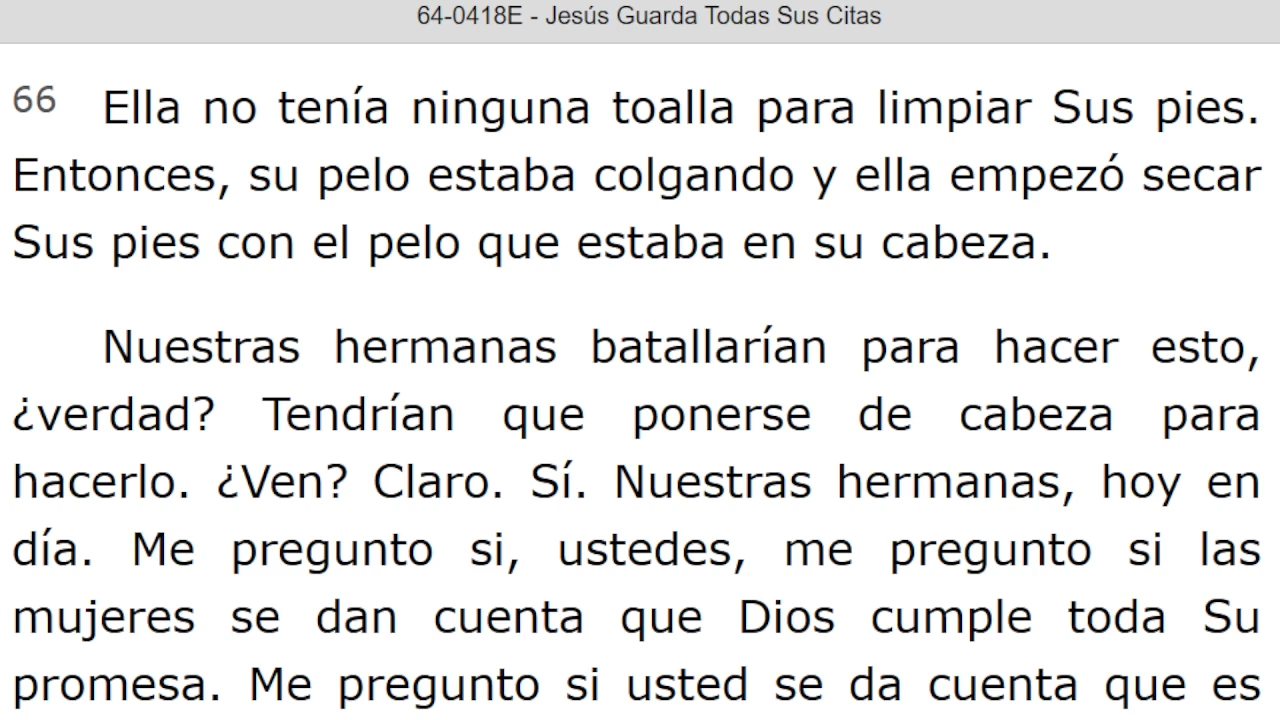 64-0418E - Jesús Guarda Todas Sus Citas
66 Ella no tenía ninguna toalla para limpiar Sus pies.
Entonces, su pelo estaba colgando y ella empezó secar
Sus pies con el pelo que estaba en su cabeza.
Nuestras hermanas batallarían para hacer esto,
¿verdad? Tendrían que ponerse de cabeza para
hacerlo. ¿Ven? Claro. Sí. Nuestras hermanas, hoy en
día. Me pregunto si, ustedes, me pregunto si las
mujeres se dan cuenta que Dios cumple toda Su
promesa. Me pregunto si usted se da cuenta que es